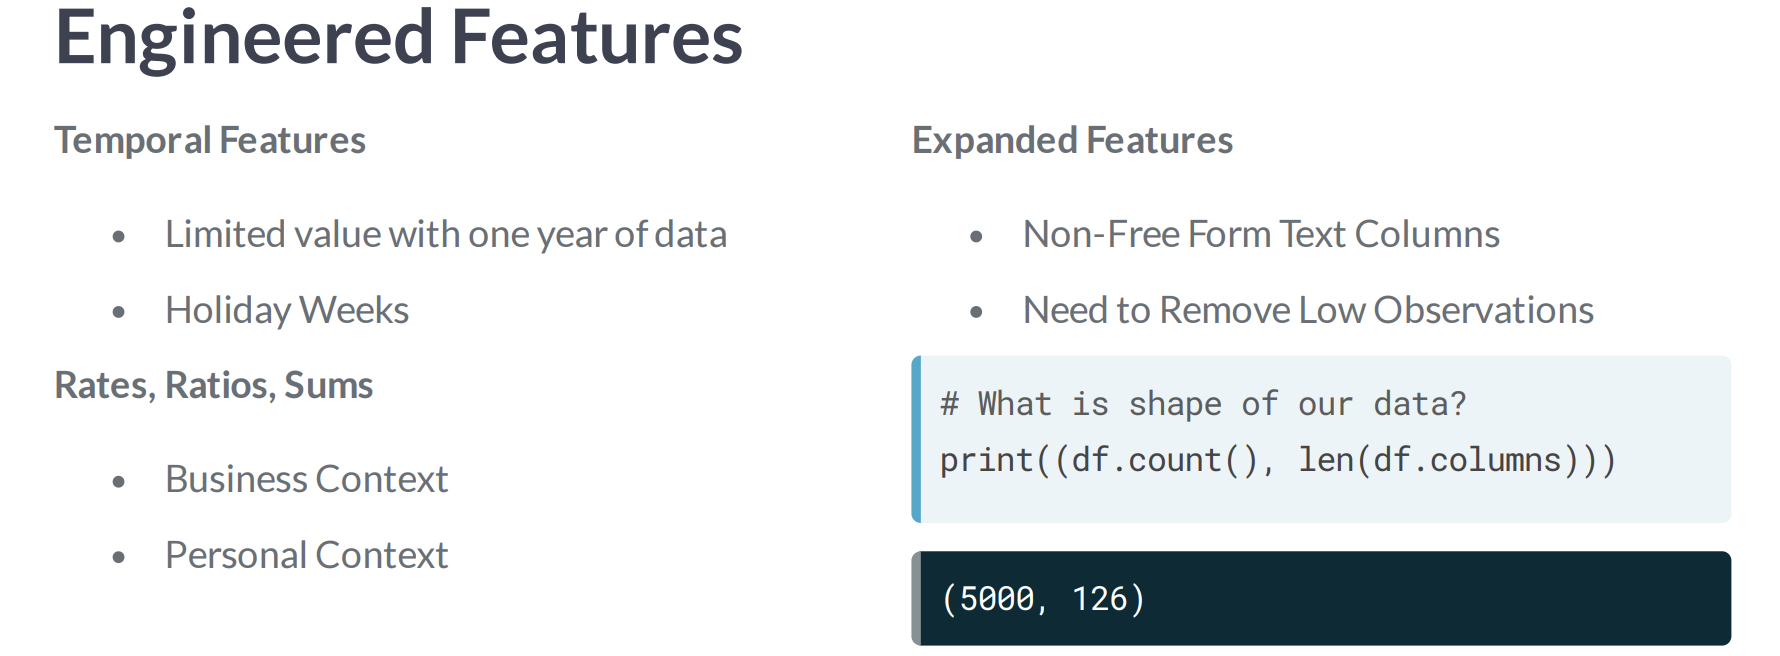 Engineered Features
Temporal Features
• Limited value with one year of data
• Holiday Weeks
Rates, Ratios, Sums
• Business Context
• Personal Context
Expanded Features
• Non-Free Form Text Columns
• Need to Remove Low Observations
# What is shape of our data?
print((df.count(), len(df.columns)))
(5000, 126)